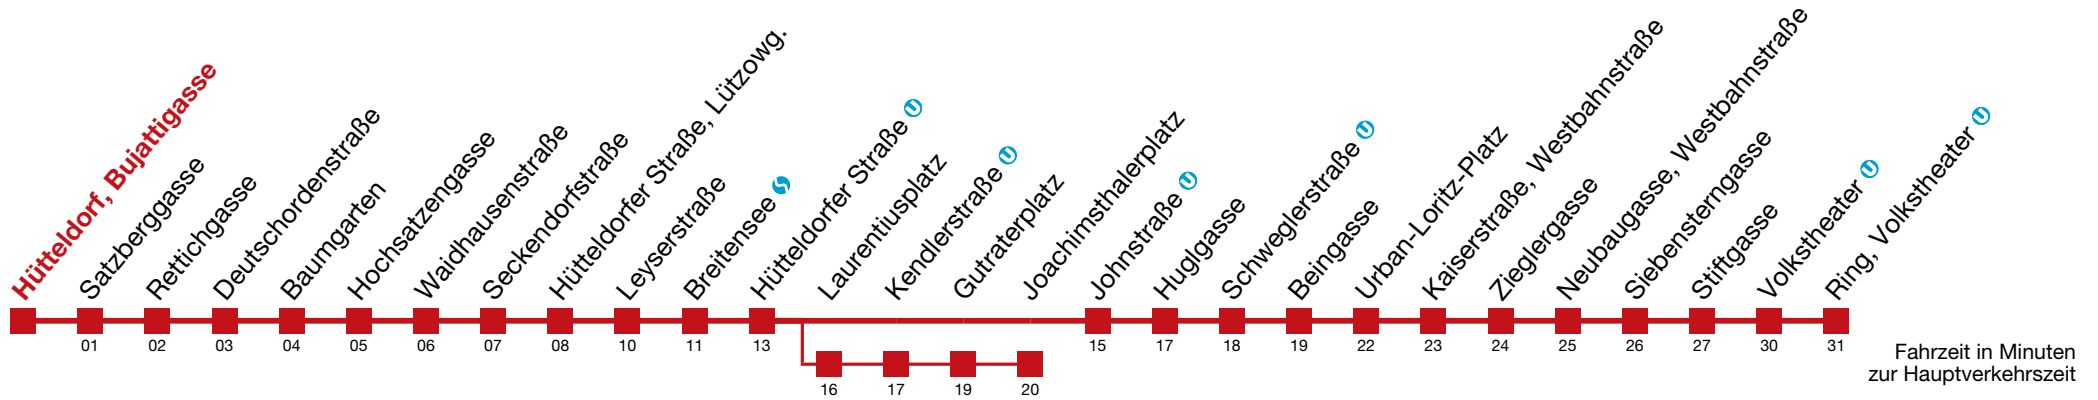 Hütteldorf, Bujattigasse
Satzberggasse
Rettichgasse
Deutschordenstraße
Baumgarten
Hochsatzengasse
Waidhausenstraße
Seckendorfstraße
Hütteldorfer Straße, Lützowg.
Leyserstraße
Breitensee S
Hütteldorfer Straße U
Laurentiusplatz
Kendlerstraße U
Gutraterplatz
Joachimsthalerplatz
Johnstraße U
Huglgasse
Schweglerstraße U
Beingasse
Urban-Loritz-Platz
Kaiserstraße, Westbahnstraße
Zieglergasse
Neubaugasse, Westbahnstraße
Siebensterngasse
Stiftgasse
Volkstheater U
Ring, Volkstheater U
01 02 03 04 05 06 07 08 10 11 13 15 17 18 19 22 23 24 25 26 27 30 31
16 17 19 20
Fahrzeit in Minuten
zur Hauptverkehrszeit